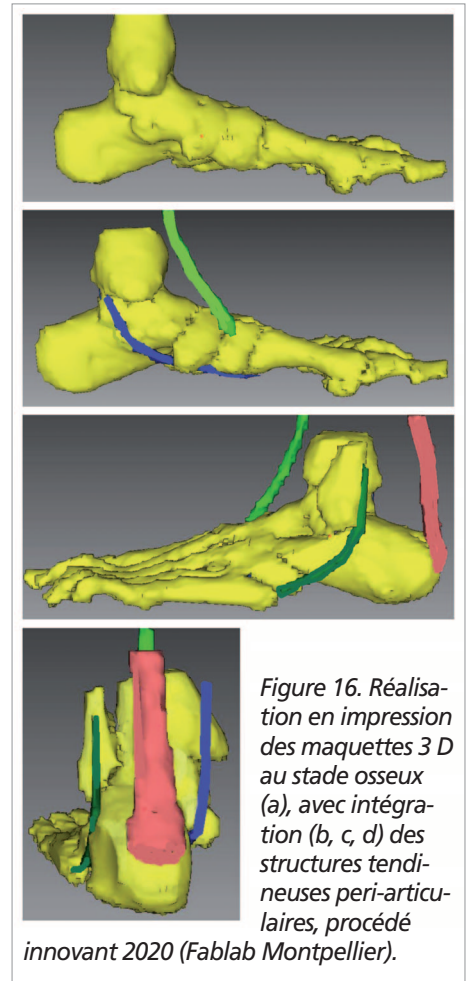 Figure 16. Réalisa-
tion en impression
des maquettes 3 D
au stade osseux
(a), avec intégra-
tion (b, c, d) des
structures tendi-
neuses peri-articu-
laires, procédé
innovant 2020 (Fablab Montpellier).